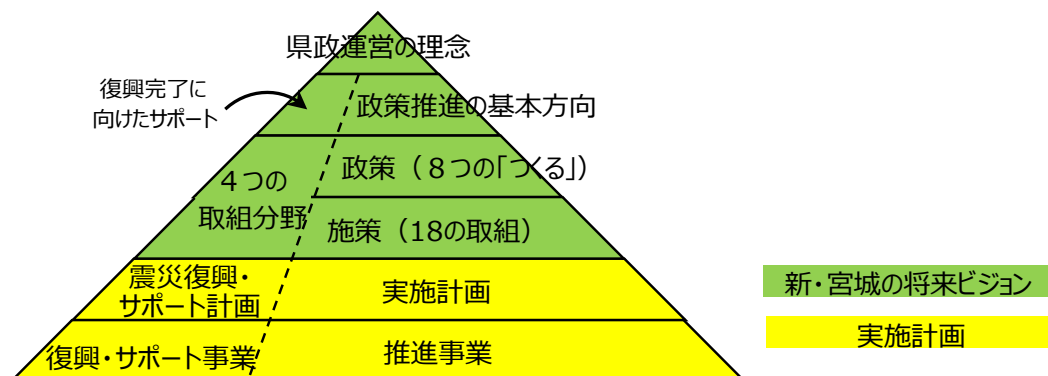 県政運営の理念
復興完了に
向けたサポート
政策推進の基本方向
政策(8つの「つくる」)
4つの
取組分野
施策(18の取組)
震災復興・
サポート計画
実施計画
復興・サポート事業
推進事業
新・宮城の将来ビジョン
実施計画